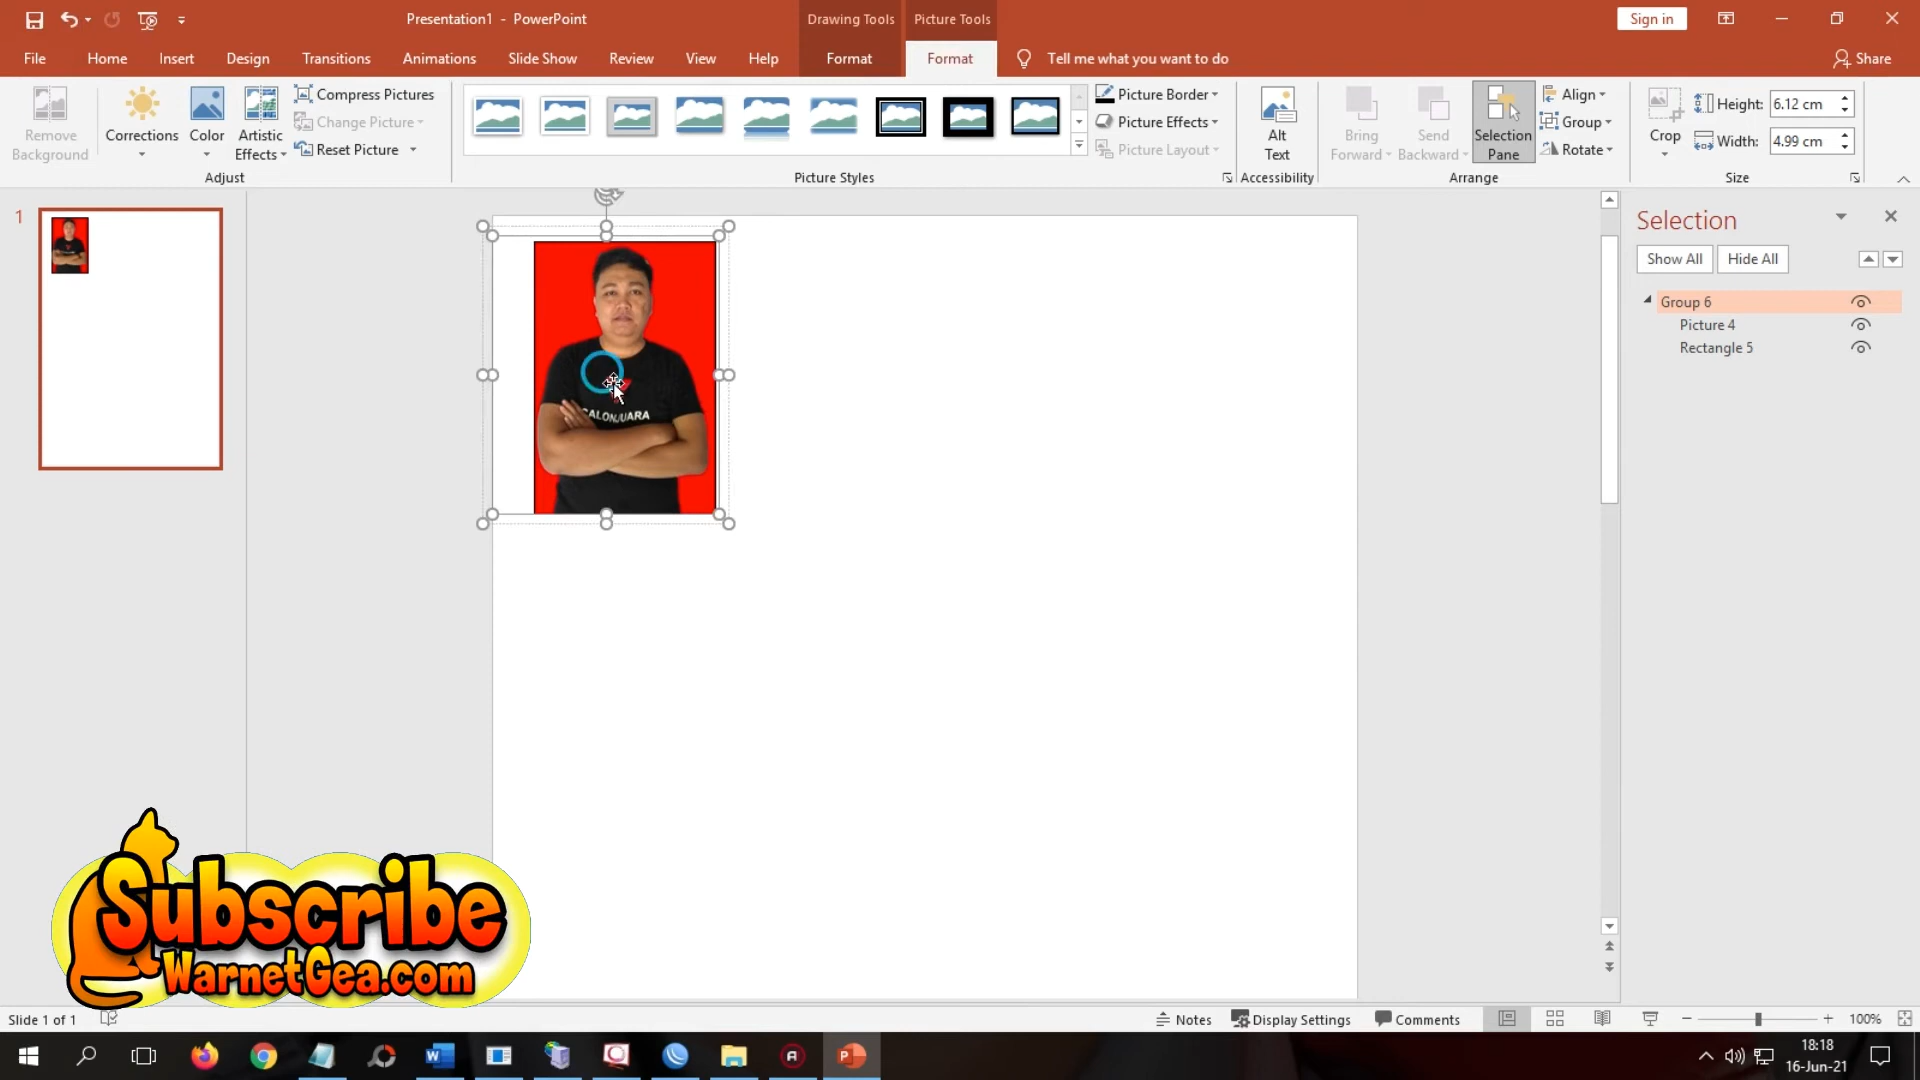 Presentation1 - PowerPoint
Drawing Tools
Picture Tools
Sign in
File
Home
Insert
Design
Transitions
Animations
Slide Show
Review
View
Help
Format
Format
Tell me what you want to do
Share
Remove
Background
Corrections
Color
Artistic
Effects
Compress Pictures
Change Picture
Reset Picture
Adjust
Picture Styles
Picture Border
Picture Effects
Picture Layout
Alt
Text
Accessibility
Bring
Forward
Send
Backward
Selection
Pane
Align
Group
Rotate
Arrange
Crop
Height: 6.12 cm
Width: 4.99 cm
Size
1
CALONJUARA
Selection
Show All
Hide All
Group 6
Picture 4
Rectangle 5
Subscribe
WarnetGea.com
Slide 1 of 1
Notes
Display Settings
Comments
100%
18:18
16-Jun-21